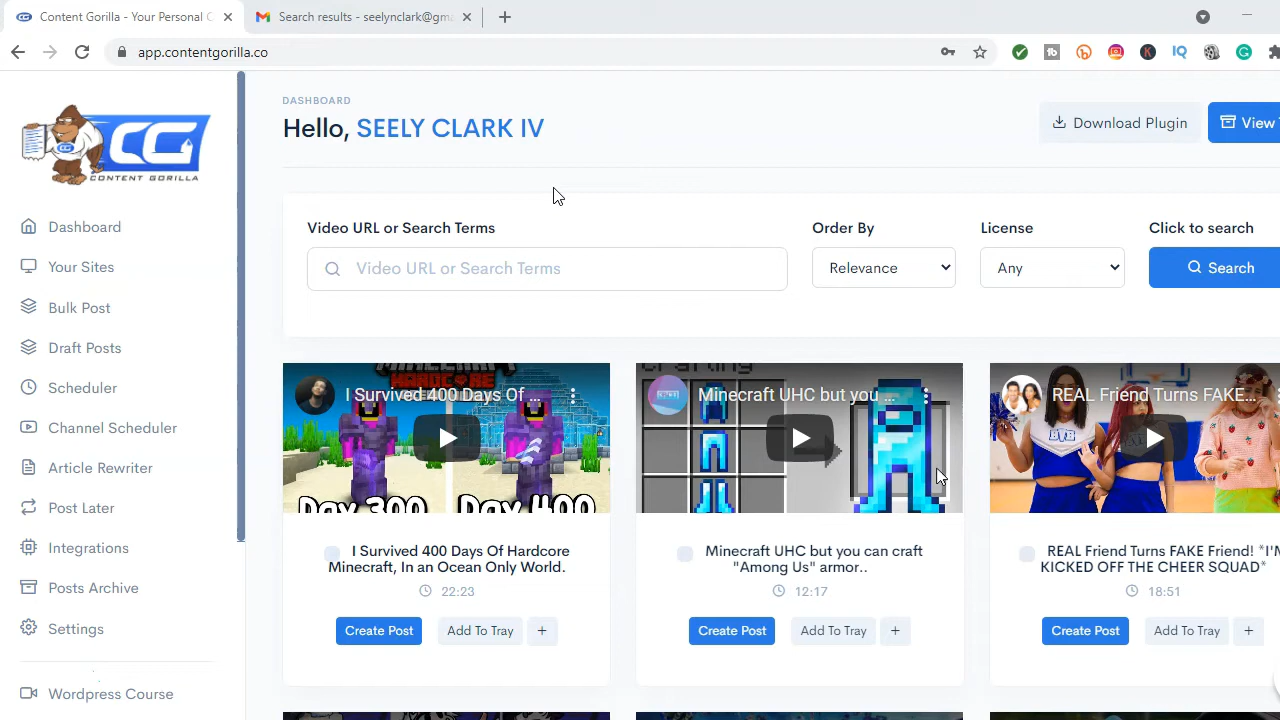 Content Gorilla - Your Personal C
Search results - seelynclark@gma
app.contentgorilla.co
CG
CONTENT GORILLA
Dashboard
Your Sites
Bulk Post
Draft Posts
Scheduler
Channel Scheduler
Article Rewriter
Post Later
Integrations
Posts Archive
Settings
Wordpress Course
DASHBOARD
Hello, SEELY CLARK IV
Download Plugin
View
Video URL or Search Terms
Video URL or Search Terms
Order By
Relevance
License
Any
Click to search
Search
HARDCORE
I Survived 400 Days Of ...
Day 300
Day 400
I Survived 400 Days Of Hardcore
Minecraft, In an Ocean Only World.
22:23
Create Post
Add To Tray
+
Crafting
Minecraft UHC but you ...
Minecraft UHC but you can craft
"Among Us" armor..
12:17
Create Post
Add To Tray
+
REAL Friend Turns FAKE...
BVB
REAL Friend Turns FAKE Friend! *I'M
KICKED OFF THE CHEER SQUAD*
18:51
Create Post
Add To Tray
+